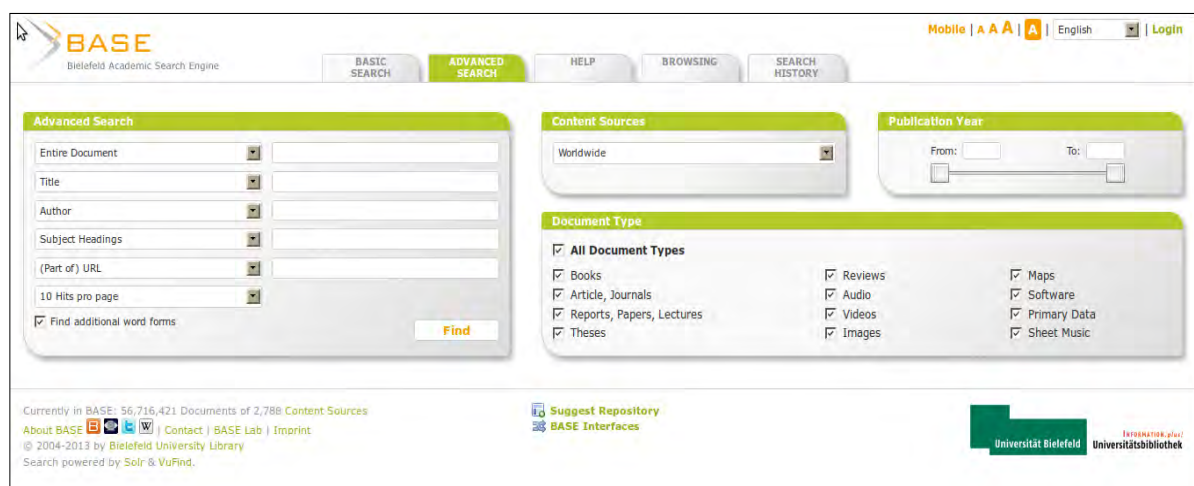 BASE
Bielefeld Academic Search Engine
Mobile | A A A | A | English | Login
BASIC SEARCH
ADVANCED SEARCH
HELP
BROWSING
SEARCH HISTORY
Advanced Search
Entire Document
Title
Author
Subject Headings
(Part of) URL
10 Hits pro page
Find additional word forms
Find
Content Sources
Worldwide
Publication Year
From: To:
Document Type
All Document Types
Books
Article, Journals
Reports, Papers, Lectures
Theses
Reviews
Audio
Videos
Images
Maps
Software
Primary Data
Sheet Music
Currently in BASE: 56,716,421 Documents of 2,788 Content Sources
About BASE B t W | Contact | BASE Lab | Imprint
© 2004-2013 by Bielefeld University Library
Search powered by Solr & VuFind.
Suggest Repository
BASE Interfaces
Universität Bielefeld
INFORMATION.plus!
Universitätsbibliothek